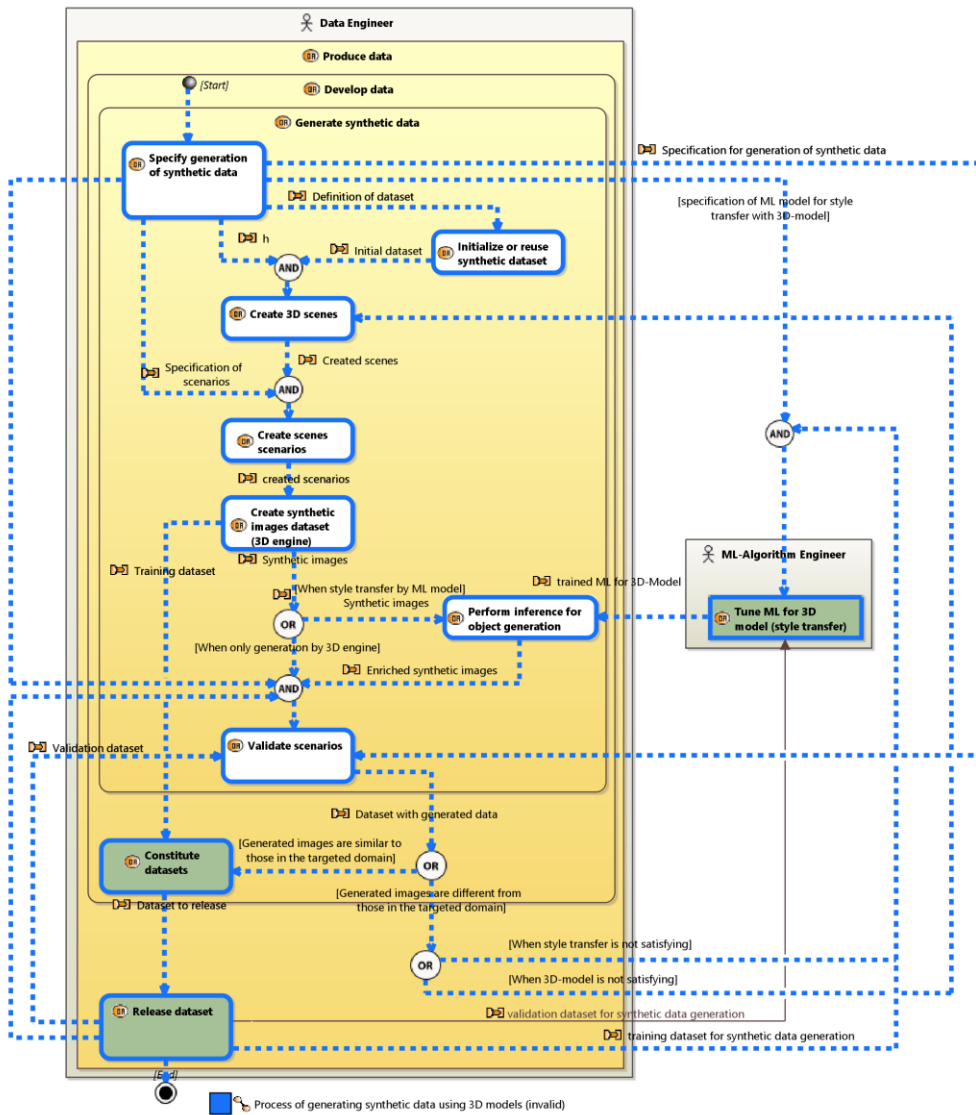 Data Engineer
Produce data
[Start]
Develop data
Generate synthetic data
Specify generation
of synthetic data
Specification for generation of synthetic data
Definition of dataset
[specification of ML model for style
transfer with 3D-model]
h
Initial dataset
Initialize or reuse
synthetic dataset
AND
Create 3D scenes
Created scenes
Specification of
scenarios
AND
Create scenes
scenarios
AND
created scenarios
Create synthetic
images dataset
(3D engine)
ML-Algorithm Engineer
Synthetic images
Training dataset
trained ML for 3D-Model
[When style transfer by ML model]
Synthetic images
Perform inference for
object generation
Tune ML for 3D
model (style transfer)
OR
[When only generation by 3D engine]
Enriched synthetic images
AND
Validation dataset
Validate scenarios
Dataset with generated data
Constitute
datasets
[Generated images are similar to
those in the targeted domain]
OR
[Generated images are different from
those in the targeted domain]
Dataset to release
[When style transfer is not satisfying]
OR
[When 3D-model is not satisfying]
Release dataset
validation dataset for synthetic data generation
training dataset for synthetic data generation
[End]
Process of generating synthetic data using 3D models (invalid)